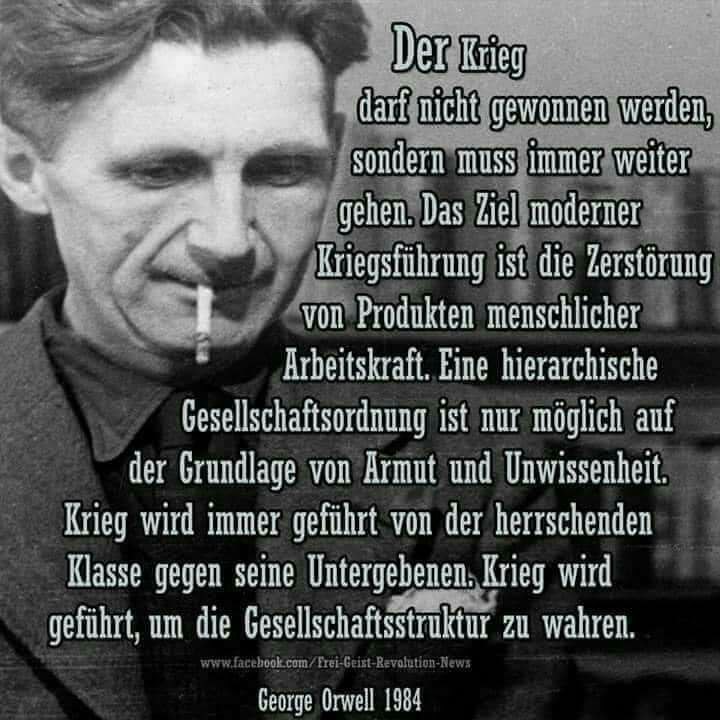 Der Krieg
darf nicht gewonnen werden,
sondern muss immer weiter
gehen. Das Ziel moderner
Kriegsführung ist die Zerstörung
von Produkten menschlicher
Arbeitskraft. Eine hierarchische
Gesellschaftsordnung ist nur möglich auf
der Grundlage von Armut und Unwissenheit.
Krieg wird immer geführt von der herrschenden
Klasse gegen seine Untergebenen. Krieg wird
geführt, um die Gesellschaftsstruktur zu wahren.
www.facebook.com/Frei-Geist-Revolution-News
George Orwell 1984